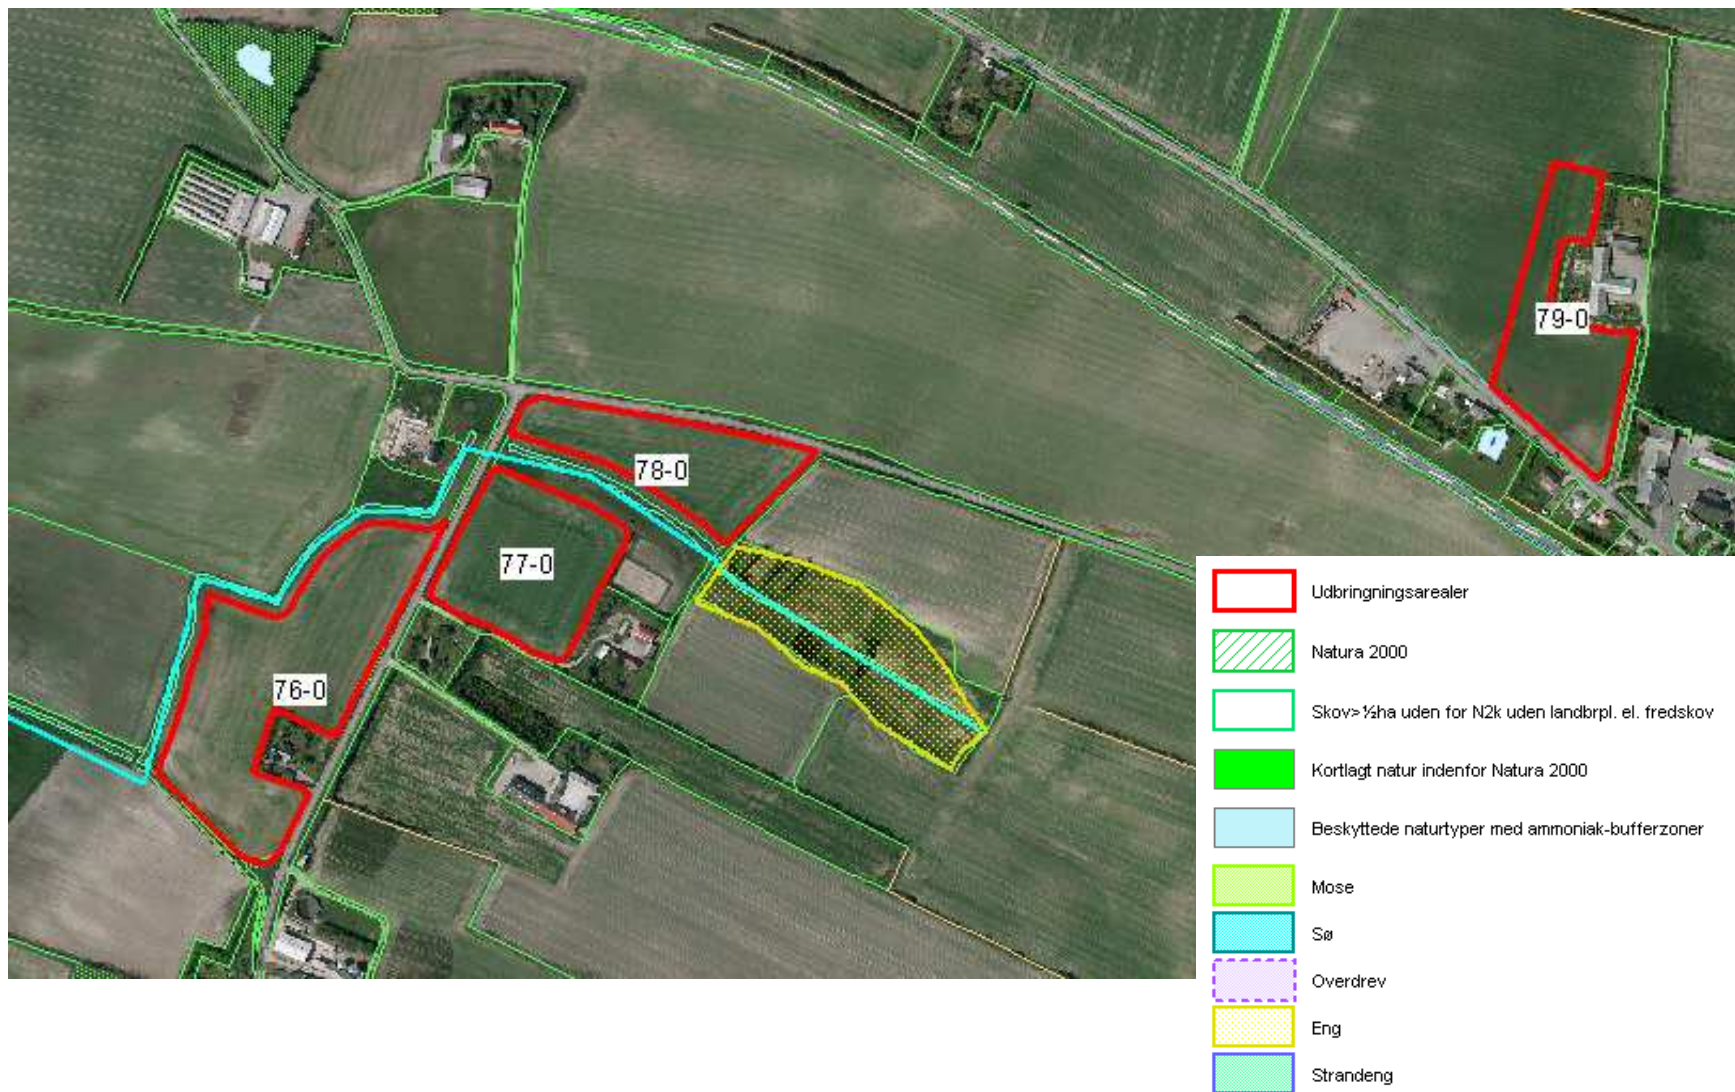 79-0
78-0
77-0
76-0
Udbringningsarealer
Natura 2000
Skov>½ha uden for N2k uden landbrpl. el. fredskov
Kortlagt natur indenfor Natura 2000
Beskyttede naturtyper med ammoniak-bufferzoner
Mose
Sø
Overdrev
Eng
Strandeng